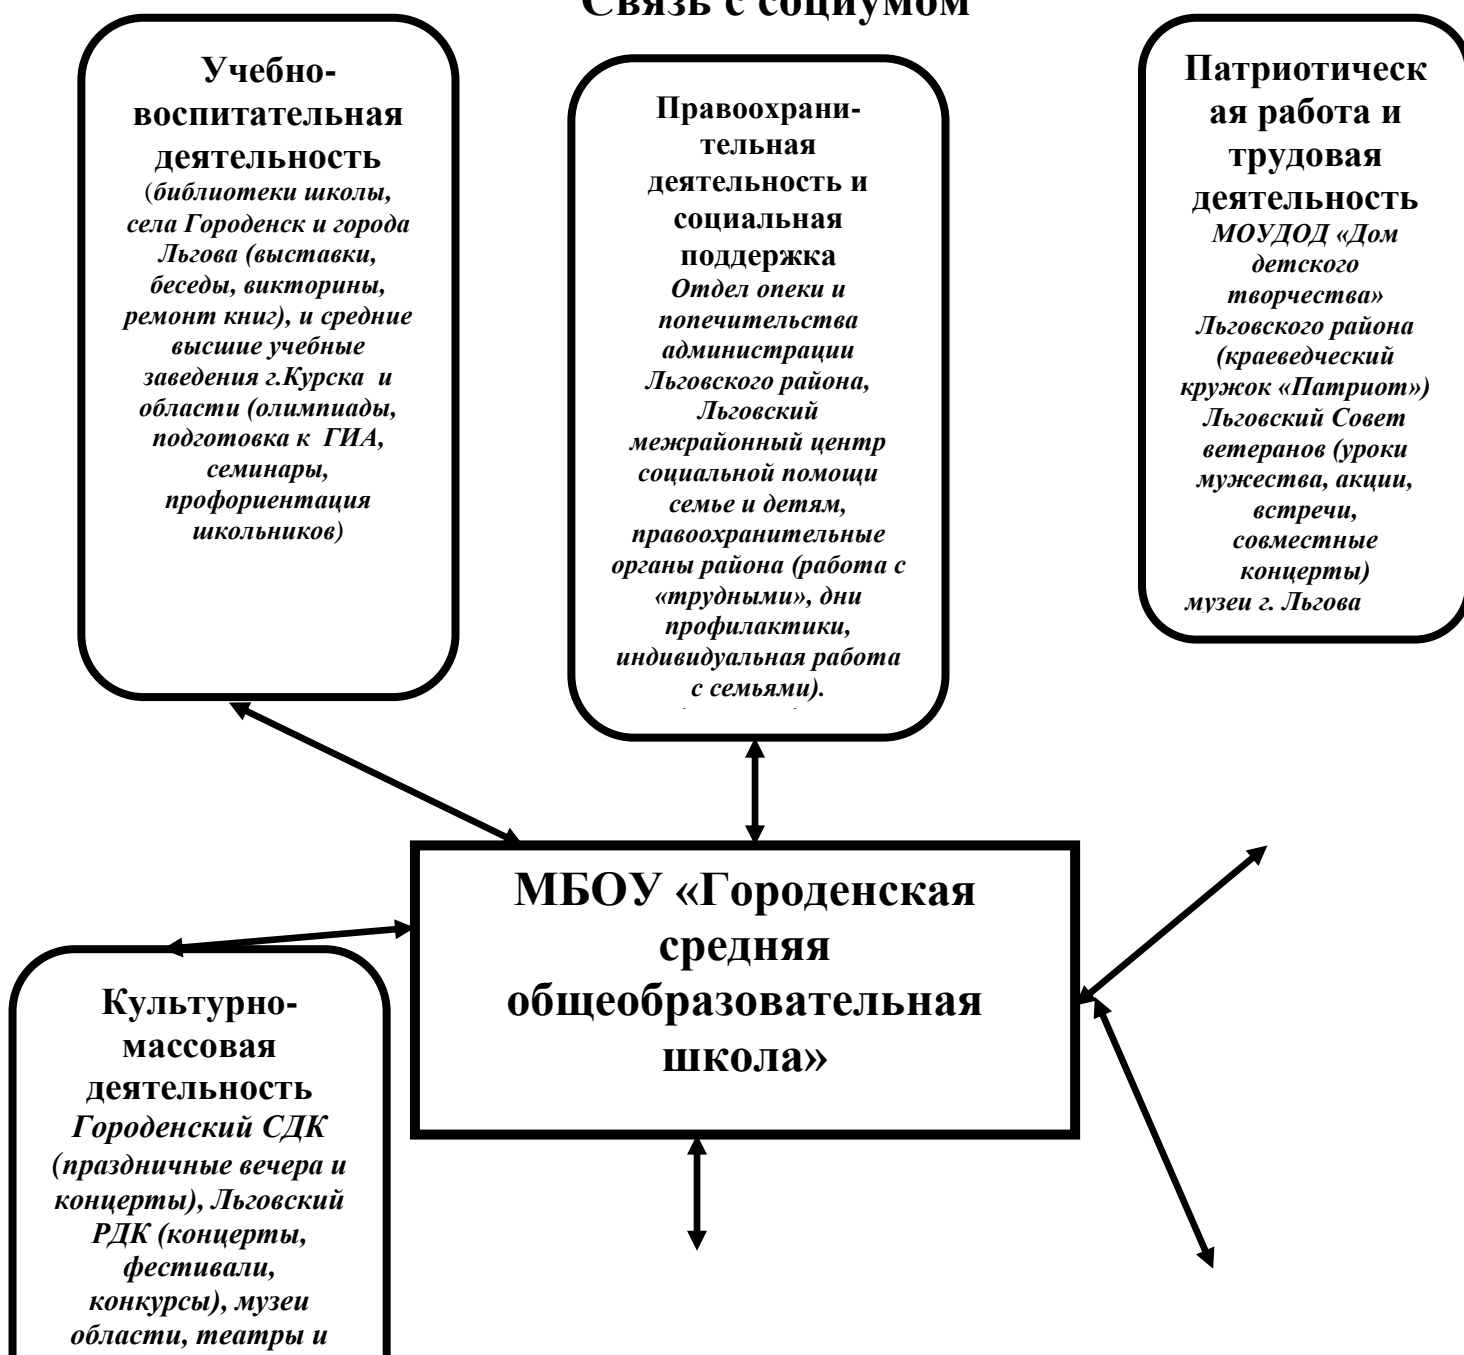 Связь с социумом
Учебно-
воспитательная
деятельность
(библиотеки школы,
села Городенск и города
Льгова (выставки,
беседы, викторины,
ремонт книг), и средние
высшие учебные
заведения г.Курска и
области (олимпиады,
подготовка к ГИА,
семинары,
профориентация
школьников)
Правоохрани-
тельная
деятельность и
социальная
поддержка
Отдел опеки и
попечительства
администрации
Льговского района,
Льговский
межрайонный центр
социальной помощи
семье и детям,
правоохранительные
органы района (работа с
«трудными», дни
профилактики,
индивидуальная работа
с семьями).
Патриотическ
ая работа и
трудовая
деятельность
МОУДОД «Дом
детского
творчества»
Льговского района
(краеведческий
кружок «Патриот»)
Льговский Совет
ветеранов (уроки
мужества, акции,
встречи,
совместные
концерты)
музеи г. Льгова
МБОУ «Городенская
средняя
общеобразовательная
школа»
Культурно-
массовая
деятельность
Городенский СДК
(праздничные вечера и
концерты), Льговский
РДК (концерты,
фестивали,
конкурсы), музеи
области, театры и